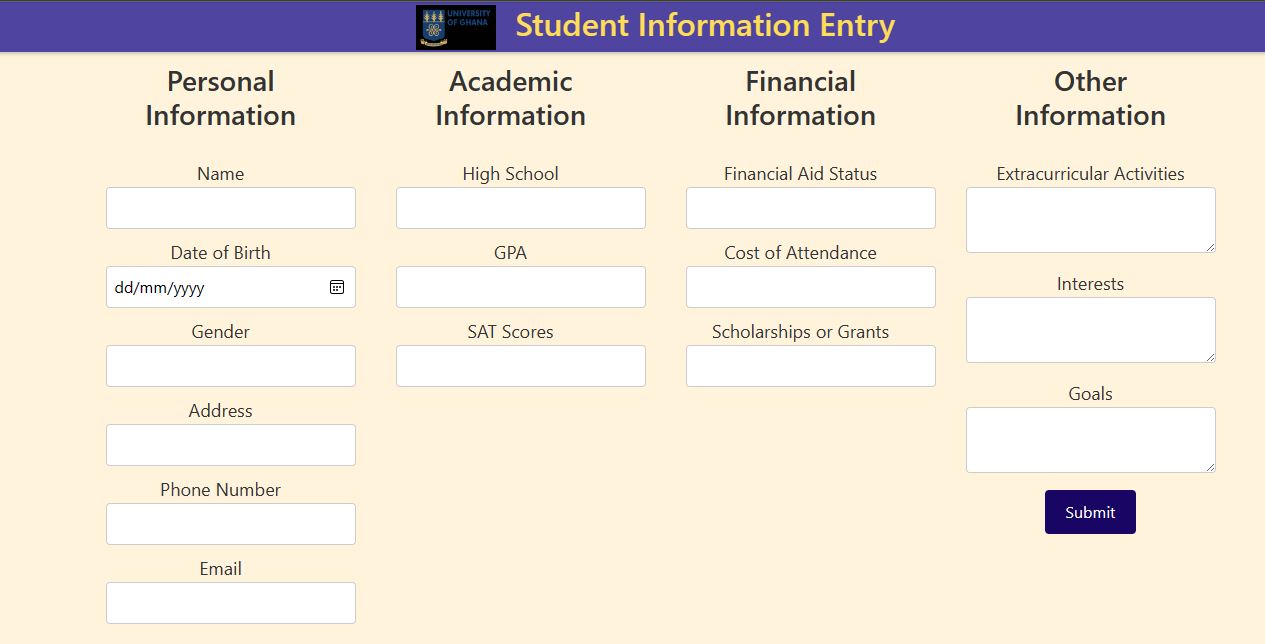 UNIVERSITY
OF GHANA
Student Information Entry
Personal
Information
Name
Date of Birth
dd/mm/yyyy
Gender
Address
Phone Number
Email
Academic
Information
High School
GPA
SAT Scores
Financial
Information
Financial Aid Status
Cost of Attendance
Scholarships or Grants
Other
Information
Extracurricular Activities
Interests
Goals
Submit